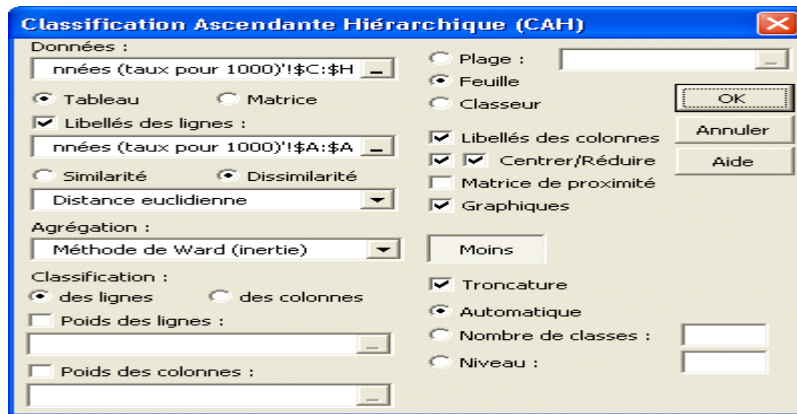 Classification Ascendante Hiérarchique (CAH)
Données :
nnées (taux pour 1000)'!$C:$H
Tableau Matrice
Libellés des lignes :
nnées (taux pour 1000)'!$A:$A
Similarité Dissimilarité
Distance euclidienne
Agrégation :
Méthode de Ward (inertie)
Classification :
des lignes des colonnes
Poids des lignes :
Poids des colonnes :
Plage :
Feuille
Classeur
Libellés des colonnes
Centrer/Réduire
Matrice de proximité
Graphiques
Moins
Troncature
Automatique
Nombre de classes :
Niveau :
OK
Annuler
Aide